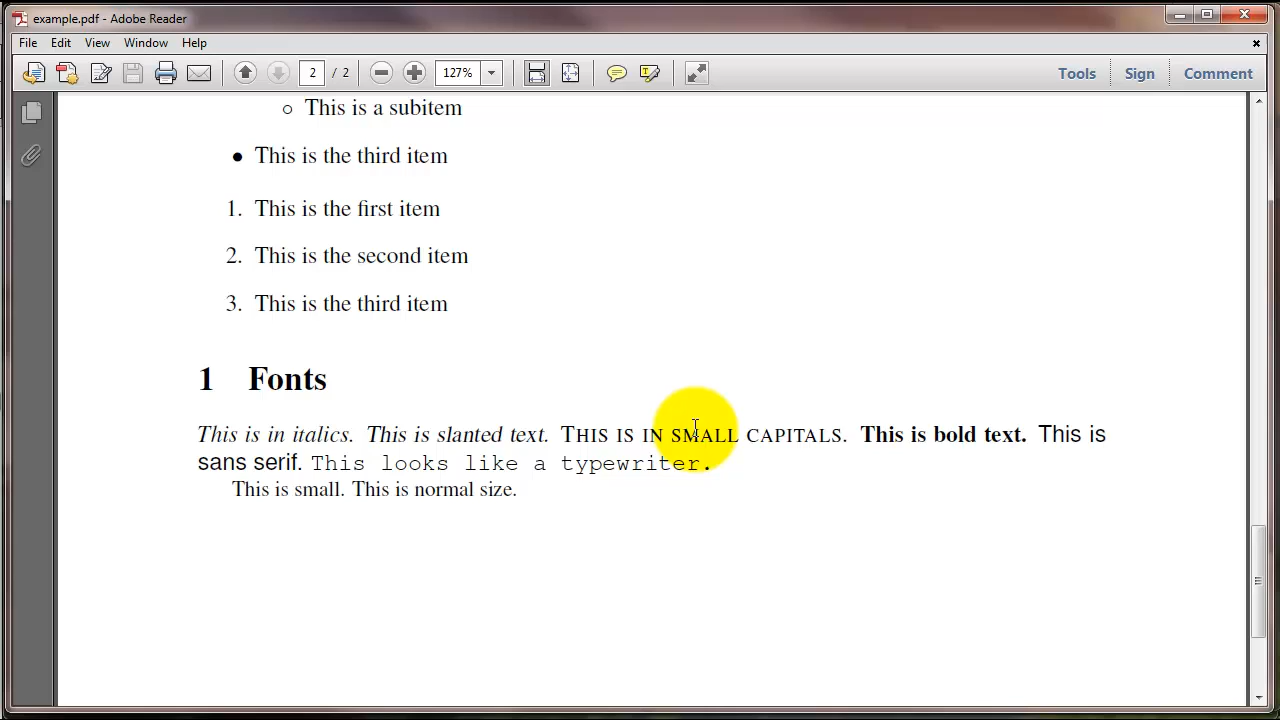 example.pdf - Adobe Reader
File Edit View Window Help
2 / 2 127% Tools Sign Comment
○ This is a subitem
● This is the third item
1. This is the first item
2. This is the second item
3. This is the third item
1 Fonts
This is in italics. This is slanted text. THIS IS IN SMALL CAPITALS. This is bold text. This is
sans serif. This looks like a typewriter.
This is small. This is normal size.